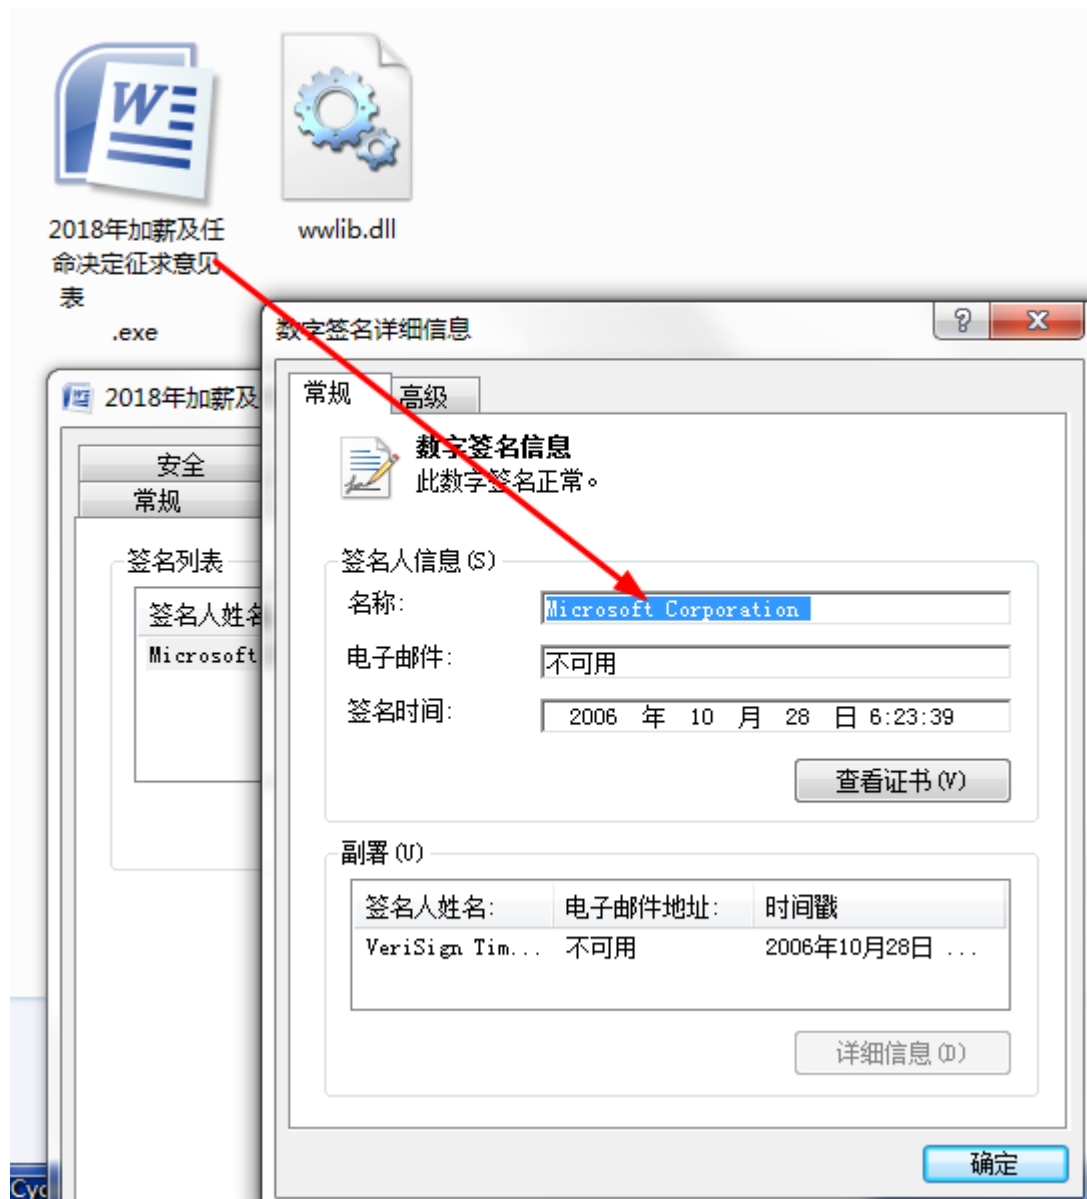 W
2018年加薪及任
命决定征求意见
表
.exe
wwlib.dll
2018年加薪及
安全
常规
签名列表
签名人姓名
Microsoft
数字签名详细信息
? X
常规 高级
数字签名信息
此数字签名正常。
签名人信息(S)
名称: Microsoft Corporation
电子邮件: 不可用
签名时间: 2006 年 10 月 28 日 6:23:39
查看证书(V)
副署(U)
签名人姓名: 电子邮件地址: 时间戳
VeriSign Tim... 不可用 2006年10月28日 ...
详细信息(D)
确定
Cyc